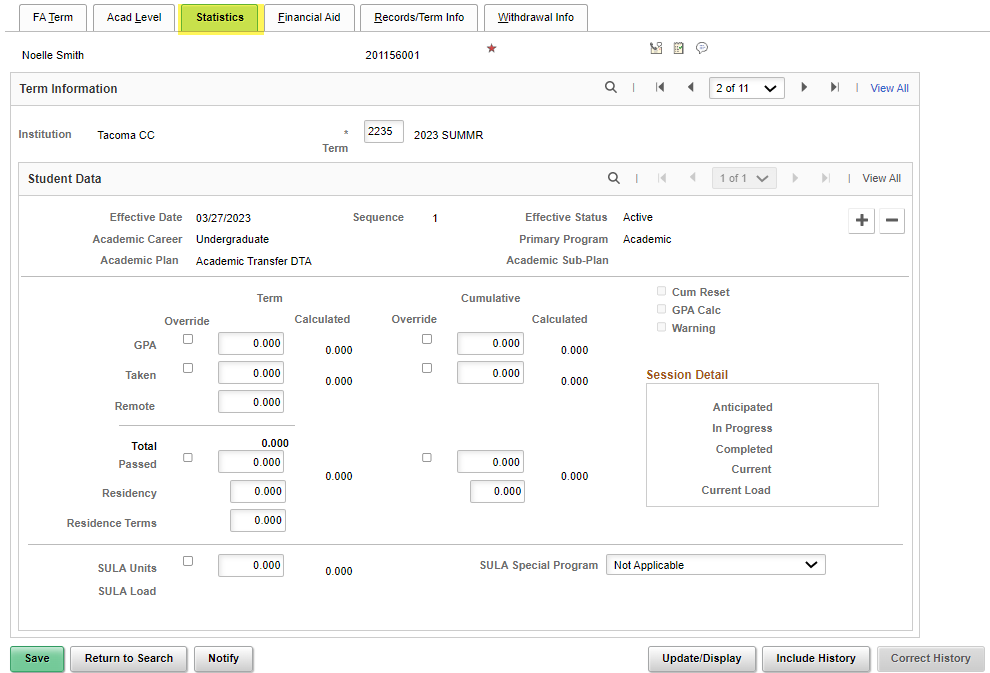 FA Term Acad Level Statistics Financial Aid Records/Term Info Withdrawal Info
Noelle Smith 201156001
Term Information 2 of 11 View All
Institution Tacoma CC * Term 2235 2023 SUMMR
Student Data 1 of 1 View All
Effective Date 03/27/2023 Sequence 1 Effective Status Active
Academic Career Undergraduate Primary Program Academic
Academic Plan Academic Transfer DTA Academic Sub-Plan
Term Cumulative Cum Reset
Override Calculated Override Calculated GPA Calc
Warning
GPA 0.000 0.000 0.000 0.000
Taken 0.000 0.000 0.000 0.000
Remote 0.000
Total 0.000
Passed 0.000 0.000 0.000 0.000
Residency 0.000 0.000
Residence Terms 0.000
Session Detail
Anticipated
In Progress
Completed
Current
Current Load
SULA Units 0.000 0.000 SULA Special Program Not Applicable
SULA Load
Save Return to Search Notify Update/Display Include History Correct History